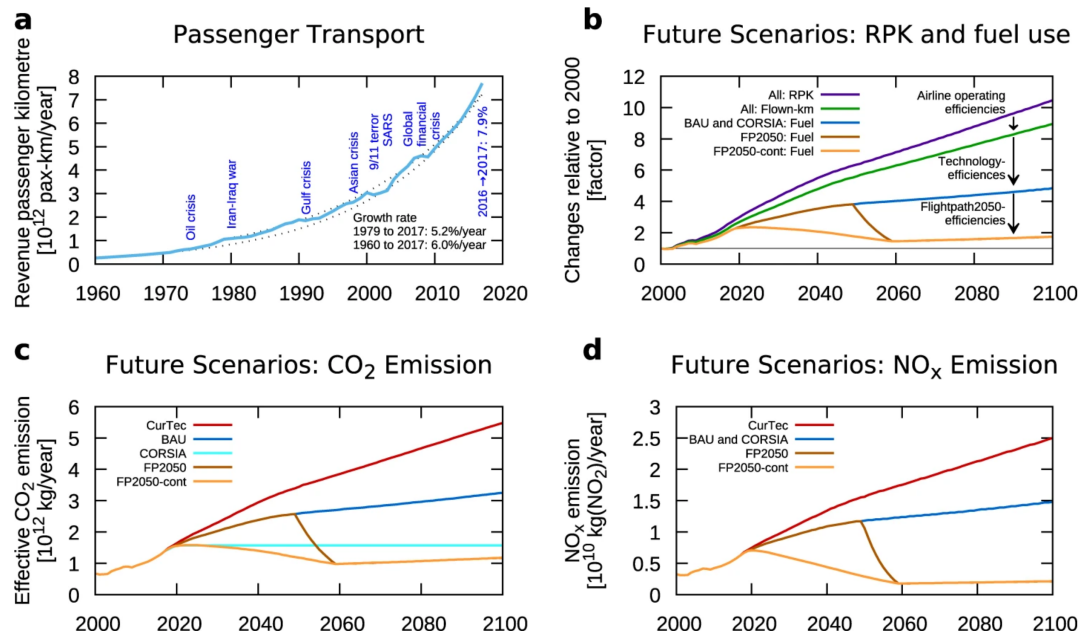 a
Passenger Transport
Revenue passenger kilometre
[10¹² pax-km/year]
8
7
6
5
4
3
2
1
0
1960 1970 1980 1990 2000 2010 2020
Oil crisis
Iran-Iraq war
Gulf crisis
Asian crisis
9/11 terror
SARS
Global
financial
crisis
2016 →2017: 7.9%
Growth rate
1979 to 2017: 5.2%/year
1960 to 2017: 6.0%/year
b
Future Scenarios: RPK and fuel use
Changes relative to 2000
[factor]
12
10
8
6
4
2
0
2000 2020 2040 2060 2080 2100
All: RPK
All: Flown-km
BAU and CORSIA: Fuel
FP2050: Fuel
FP2050-cont: Fuel
Airline operating
efficiencies
Technology-
efficiencies
Flightpath2050-
efficiencies
c
Future Scenarios: CO₂ Emission
Effective CO₂ emission
[10¹² kg/year]
6
5
4
3
2
1
0
2000 2020 2040 2060 2080 2100
CurTec
BAU
CORSIA
FP2050
FP2050-cont
d
Future Scenarios: NOₓ Emission
NOₓ emission
[10¹⁰ kg(NO₂)/year]
3
2.5
2
1.5
1
0.5
0
2000 2020 2040 2060 2080 2100
CurTec
BAU and CORSIA
FP2050
FP2050-cont